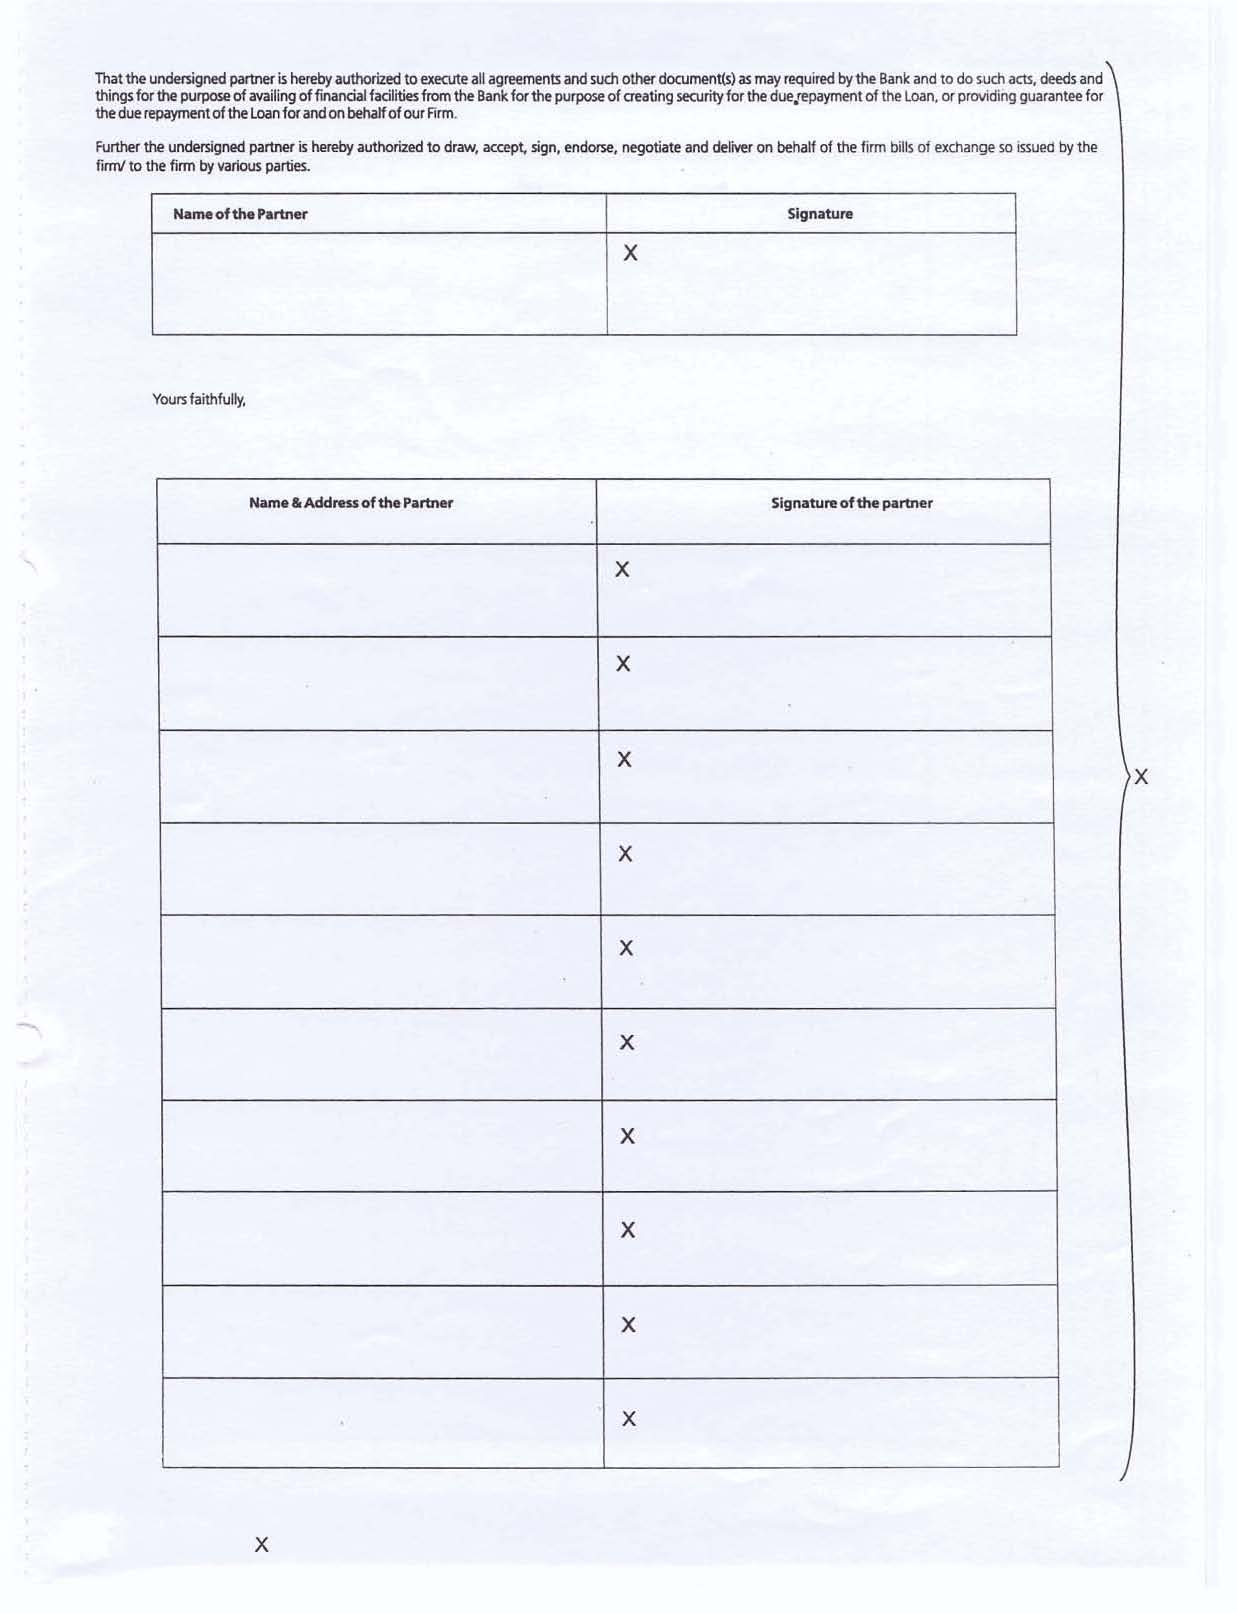 That the undersigned partner is hereby authorized to execute all agreements and such other document(s) as may required by the Bank and to do such acts, deeds and
things for the purpose of availing of financial facilities from the Bank for the purpose of creating security for the due repayment of the Loan, or providing guarantee for
the due repayment of the Loan for and on behalf of our Firm.
Further the undersigned partner is hereby authorized to draw, accept, sign, endorse, negotiate and deliver on behalf of the firm bills of exchange so issued by the
firm/ to the firm by various parties.
Name of the Partner Signature
X
Yours faithfully,
Name & Address of the Partner Signature of the partner
X
X
X
X
X
X
X
X
X
X
X
X